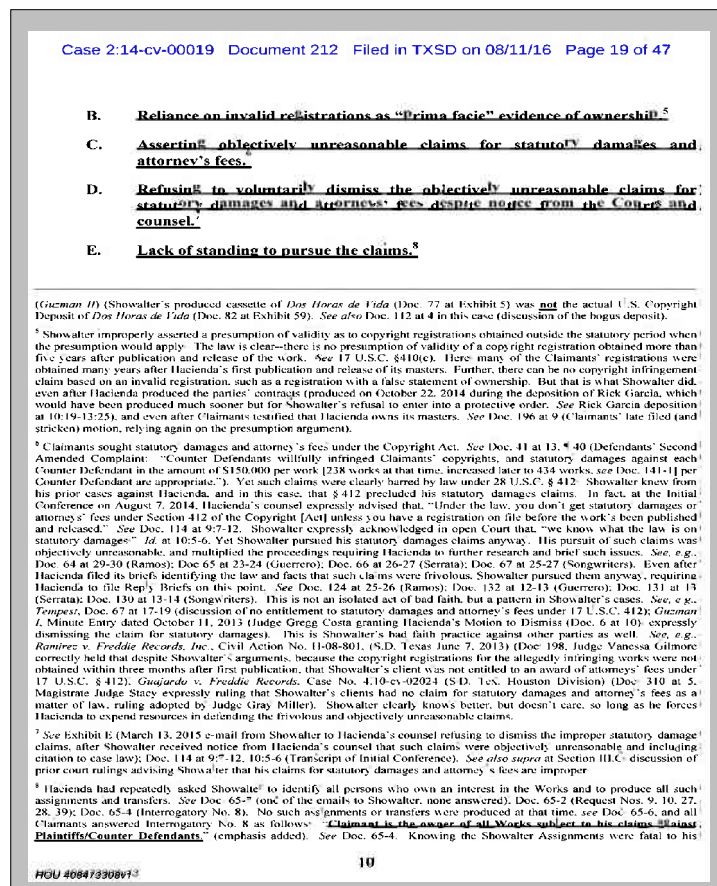 Case 2:14-cv-00019 Document 212 Filed in TXSD on 08/11/16 Page 19 of 47
B. Reliance on invalid registrations as “Prima facie” evidence of ownership.5
C. Asserting objectively unreasonable claims for statutory damages and
attorney’s fees.6
D. Refusing to voluntarily dismiss the objectively unreasonable claims for
statutory damages and attorneys’ fees despite notice from the Courts and
counsel.7
E. Lack of standing to pursue the claims.8
(Guzman II) (Showalter’s produced cassette of Dos Horas de Vida (Doc. 77 at Exhibit 5) was not the actual U.S. Copyright
Deposit of Dos Horas de Vida (Doc. 82 at Exhibit 59). See also Doc. 112 at 4 in this case (discussion of the bogus deposit).
5 Showalter improperly asserted a presumption of validity as to copyright registrations obtained outside the statutory period when
the presumption would apply. The law is clear--there is no presumption of validity of a copyright registration obtained more than
five years after publication and release of the work. See 17 U.S.C. §410(c). Here, many of the Claimants’ registrations were
obtained many years after Hacienda’s first publication and release of its masters. Further, there can be no copyright infringement
claim based on an invalid registration, such as a registration with a false statement of ownership. But that is what Showalter did,
even after Hacienda produced the parties’ contracts (produced on October 22, 2014 during the deposition of Rick Garcia, which
would have been produced much sooner but for Showalter’s refusal to enter into a protective order. See Rick Garcia deposition
at 10:19-13:25), and even after Claimants testified that Hacienda owns its masters. See Doc. 196 at 9 (Claimants’ late filed (and
stricken) motion, relying again on the presumption argument).
6 Claimants sought statutory damages and attorney’s fees under the Copyright Act. See Doc. 41 at 13, ¶ 40 (Defendants’ Second
Amended Complaint: “Counter Defendants willfully infringed Claimants’ copyrights, and statutory damages against each
Counter Defendant in the amount of $150,000 per work [238 works at that time, increased later to 434 works, see Doc. 141-1] per
Counter Defendant are appropriate.”). Yet such claims were clearly barred by law under 28 U.S.C. § 412. Showalter knew from
his prior cases against Hacienda, and in this case, that § 412 precluded his statutory damages claims. In fact, at the Initial
Conference on August 7, 2014, Hacienda’s counsel expressly advised that, “Under the law, you don’t get statutory damages or
attorneys’ fees under Section 412 of the Copyright [Act] unless you have a registration on file before the work’s been published
and released.” See Doc. 114 at 9:7-12. Showalter expressly acknowledged in open Court that, “we know what the law is on
statutory damages.” Id. at 10:5-6. Yet Showalter pursued his statutory damages claims anyway. His pursuit of such claims was
objectively unreasonable, and multiplied the proceedings requiring Hacienda to further research and brief such issues. See, e.g.,
Doc. 64 at 29-30 (Ramos); Doc 65 at 23-24 (Guerrero); Doc. 66 at 26-27 (Serrata); Doc. 67 at 25-27 (Songwriters). Even after
Hacienda filed its briefs identifying the law and facts that such claims were frivolous, Showalter pursued them anyway, requiring
Hacienda to file Reply Briefs on this point. See Doc. 124 at 25-26 (Ramos); Doc. 132 at 12-13 (Guerrero); Doc. 131 at 13
(Serrata); Doc. 130 at 13-14 (Songwriters). This is not an isolated act of bad faith, but a pattern in Showalter’s cases. See, e.g.,
Tempest, Doc. 67 at 17-19 (discussion of no entitlement to statutory damages and attorney’s fees under 17 U.S.C. 412); Guzman
I, Minute Entry dated October 11, 2013 (Judge Gregg Costa granting Hacienda’s Motion to Dismiss (Doc. 6 at 10) expressly
dismissing the claim for statutory damages). This is Showalter’s bad faith practice against other parties as well. See, e.g.,
Ramirez v. Freddie Records, Inc., Civil Action No. H-08-801, (S.D. Texas June 7, 2013) (Doc 198, Judge Vanessa Gilmore
correctly held that despite Showalter’s arguments, because the copyright registrations for the allegedly infringing works were not
obtained within three months after first publication, that Showalter’s client was not entitled to an award of attorneys’ fees under
17 U.S.C. § 412); Guajardo v. Freddie Records, Case No. 4:10-cv-02024 (S.D. Tex. Houston Division) (Doc. 310 at 5,
Magistrate Judge Stacy expressly ruling that Showalter’s clients had no claim for statutory damages and attorney’s fees as a
matter of law, ruling adopted by Judge Gray Miller). Showalter clearly knows better, but doesn’t care, so long as he forces
Hacienda to expend resources in defending the frivolous and objectively unreasonable claims.
7 See Exhibit E (March 13, 2015 e-mail from Showalter to Hacienda’s counsel refusing to dismiss the improper statutory damage
claims, after Showalter received notice from Hacienda’s counsel that such claims were objectively unreasonable and including
citation to case law); Doc. 114 at 9:7-12, 10:5-6 (Transcript of Initial Conference). See also supra at Section III.C. discussion of
prior court rulings advising Showalter that his claims for statutory damages and attorney’s fees are improper.
8 Hacienda had repeatedly asked Showalter to identify all persons who own an interest in the Works and to produce all such
assignments and transfers. See Doc. 65-7 (one of the emails to Showalter, none answered). Doc. 65-2 (Request Nos. 9, 10, 27,
28, 39); Doc. 65-4 (Interrogatory No. 8). No such assignments or transfers were produced at that time, see Doc. 65-6, and all
Claimants answered Interrogatory No. 8 as follows: “Claimant is the owner of all Works subject to his claims against
Plaintiffs/Counter Defendants.” (emphasis added). See Doc. 65-4. Knowing the Showalter Assignments were fatal to his
10
HOU 408473308v13